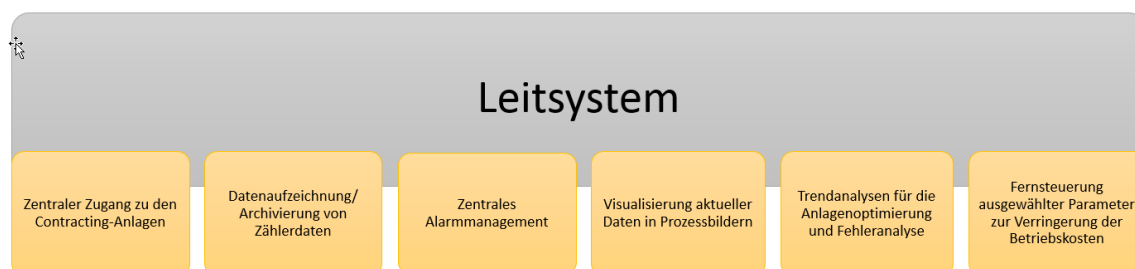 Leitsystem
Zentraler Zugang zu den
Contracting-Anlagen
Datenaufzeichnung/
Archivierung von
Zählerdaten
Zentrales
Alarmmanagement
Visualisierung aktueller
Daten in Prozessbildern
Trendanalysen für die
Anlagenoptimierung
und Fehleranalyse
Fernsteuerung
ausgewählter Parameter
zur Verringerung der
Betriebskosten